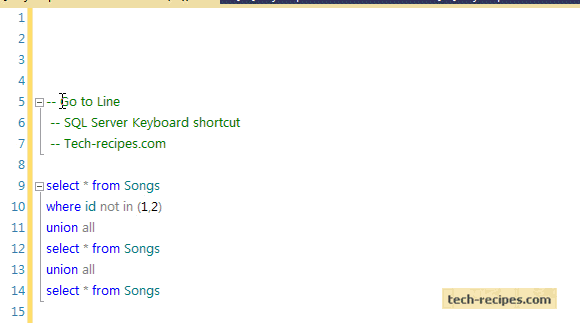 1
2
3
4
5 -- Go to Line
6 -- SQL Server Keyboard shortcut
7 -- Tech-recipes.com
8
9 select * from Songs
10 where id not in (1,2)
11 union all
12 select * from Songs
13 union all
14 select * from Songs
15
tech-recipes.com